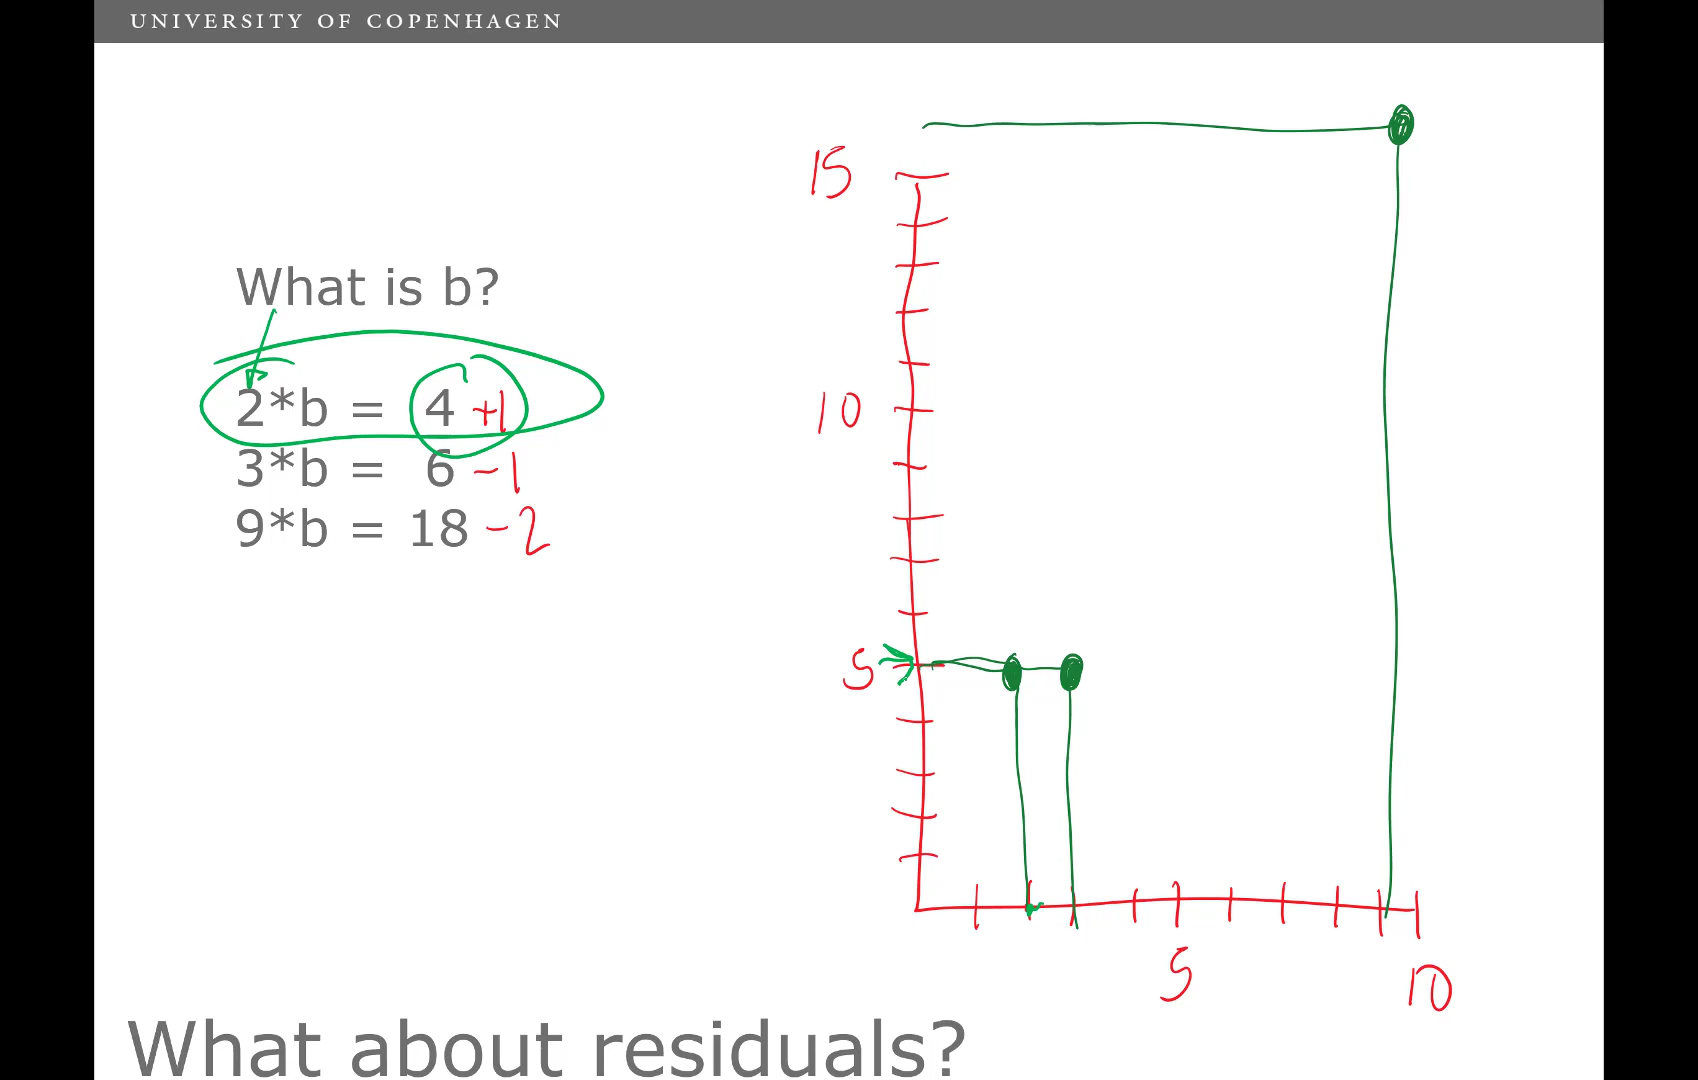 UNIVERSITY OF COPENHAGEN
What is b?
2*b = 4 +1
3*b = 6 -1
9*b = 18 -2
15
10
5
5
10
What about residuals?